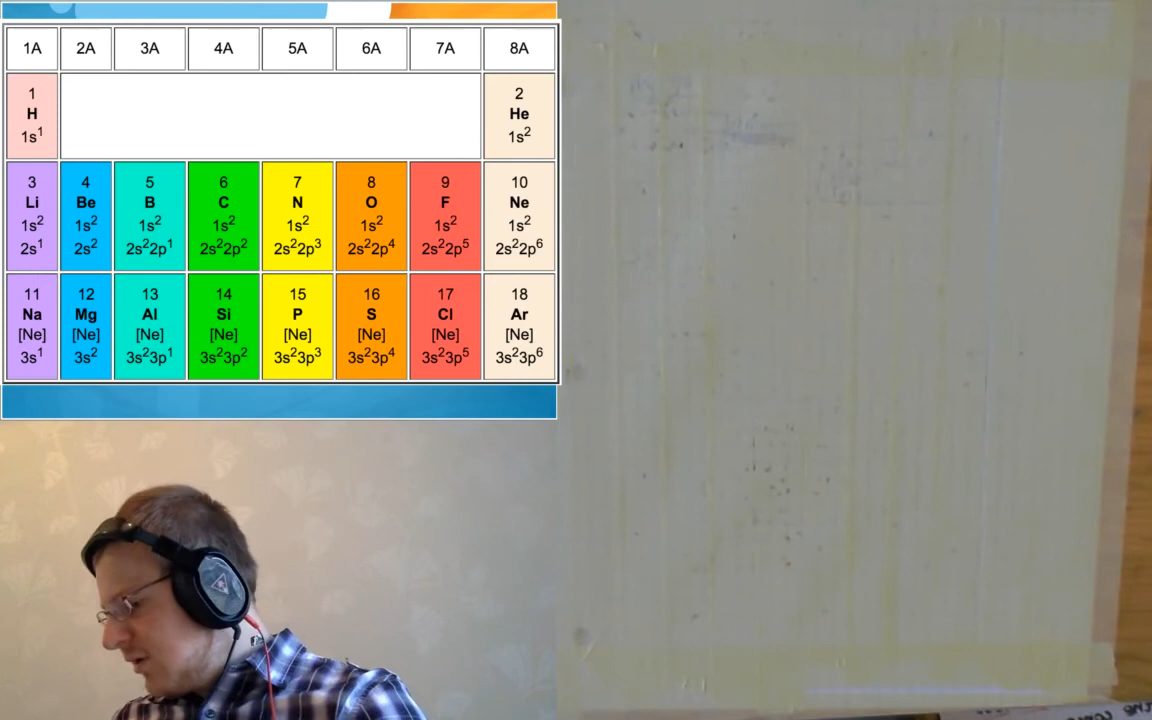 1A 2A 3A 4A 5A 6A 7A 8A
1 2
H He
1s¹ 1s²
3 4 5 6 7 8 9 10
Li Be B C N O F Ne
1s² 1s² 1s² 1s² 1s² 1s² 1s² 1s²
2s¹ 2s² 2s²2p¹ 2s²2p² 2s²2p³ 2s²2p⁴ 2s²2p⁵ 2s²2p⁶
11 12 13 14 15 16 17 18
Na Mg Al Si P S Cl Ar
[Ne] [Ne] [Ne] [Ne] [Ne] [Ne] [Ne] [Ne]
3s¹ 3s² 3s²3p¹ 3s²3p² 3s²3p³ 3s²3p⁴ 3s²3p⁵ 3s²3p⁶